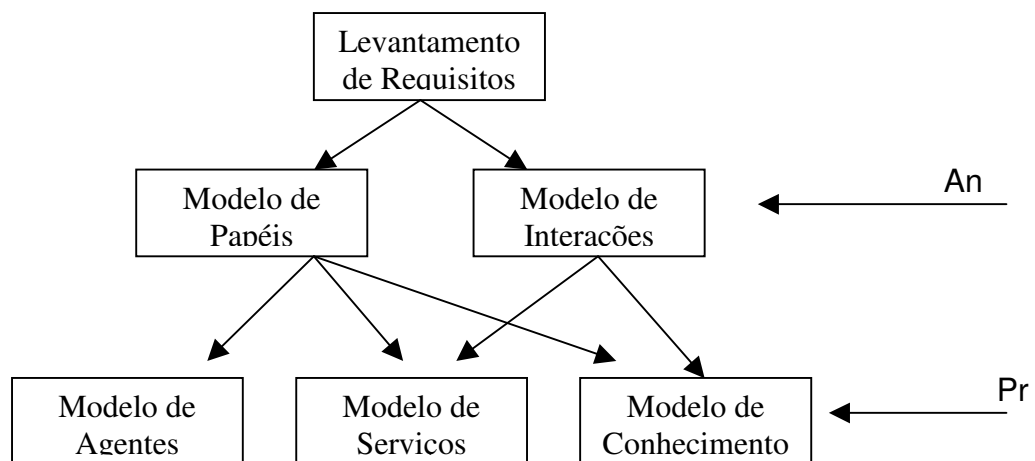 Levantamento
de Requisitos
Modelo de
Papéis
Modelo de
Interações
An
Modelo de
Agentes
Modelo de
Serviços
Modelo de
Conhecimento
Pr